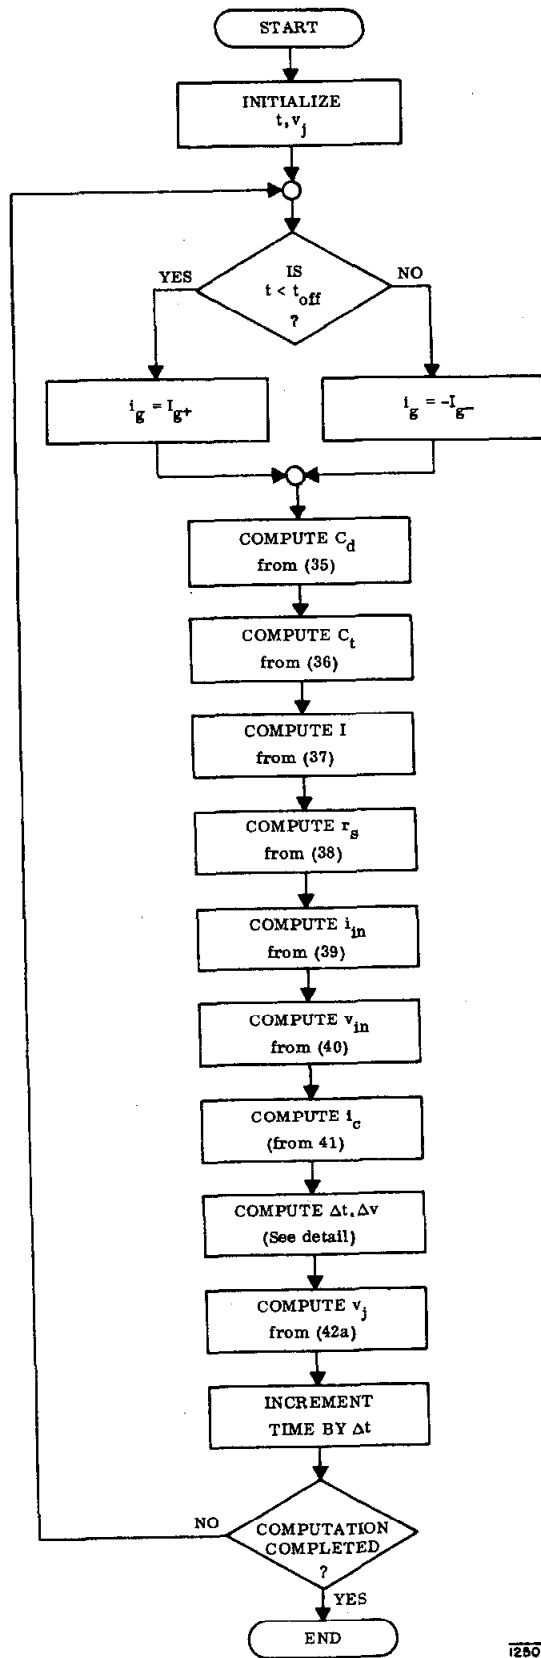 START
INITIALIZE
t, v_j
IS
t < t_off
?
YES
NO
i_g = I_g+
i_g = -I_g-
COMPUTE C_d
from (35)
COMPUTE C_t
from (36)
COMPUTE I
from (37)
COMPUTE r_s
from (38)
COMPUTE i_in
from (39)
COMPUTE v_in
from (40)
COMPUTE i_c
(from 41)
COMPUTE Δt, Δv
(See detail)
COMPUTE v_j
from (42a)
INCREMENT
TIME BY Δt
NO
COMPUTATION
COMPLETED
?
YES
END
1280